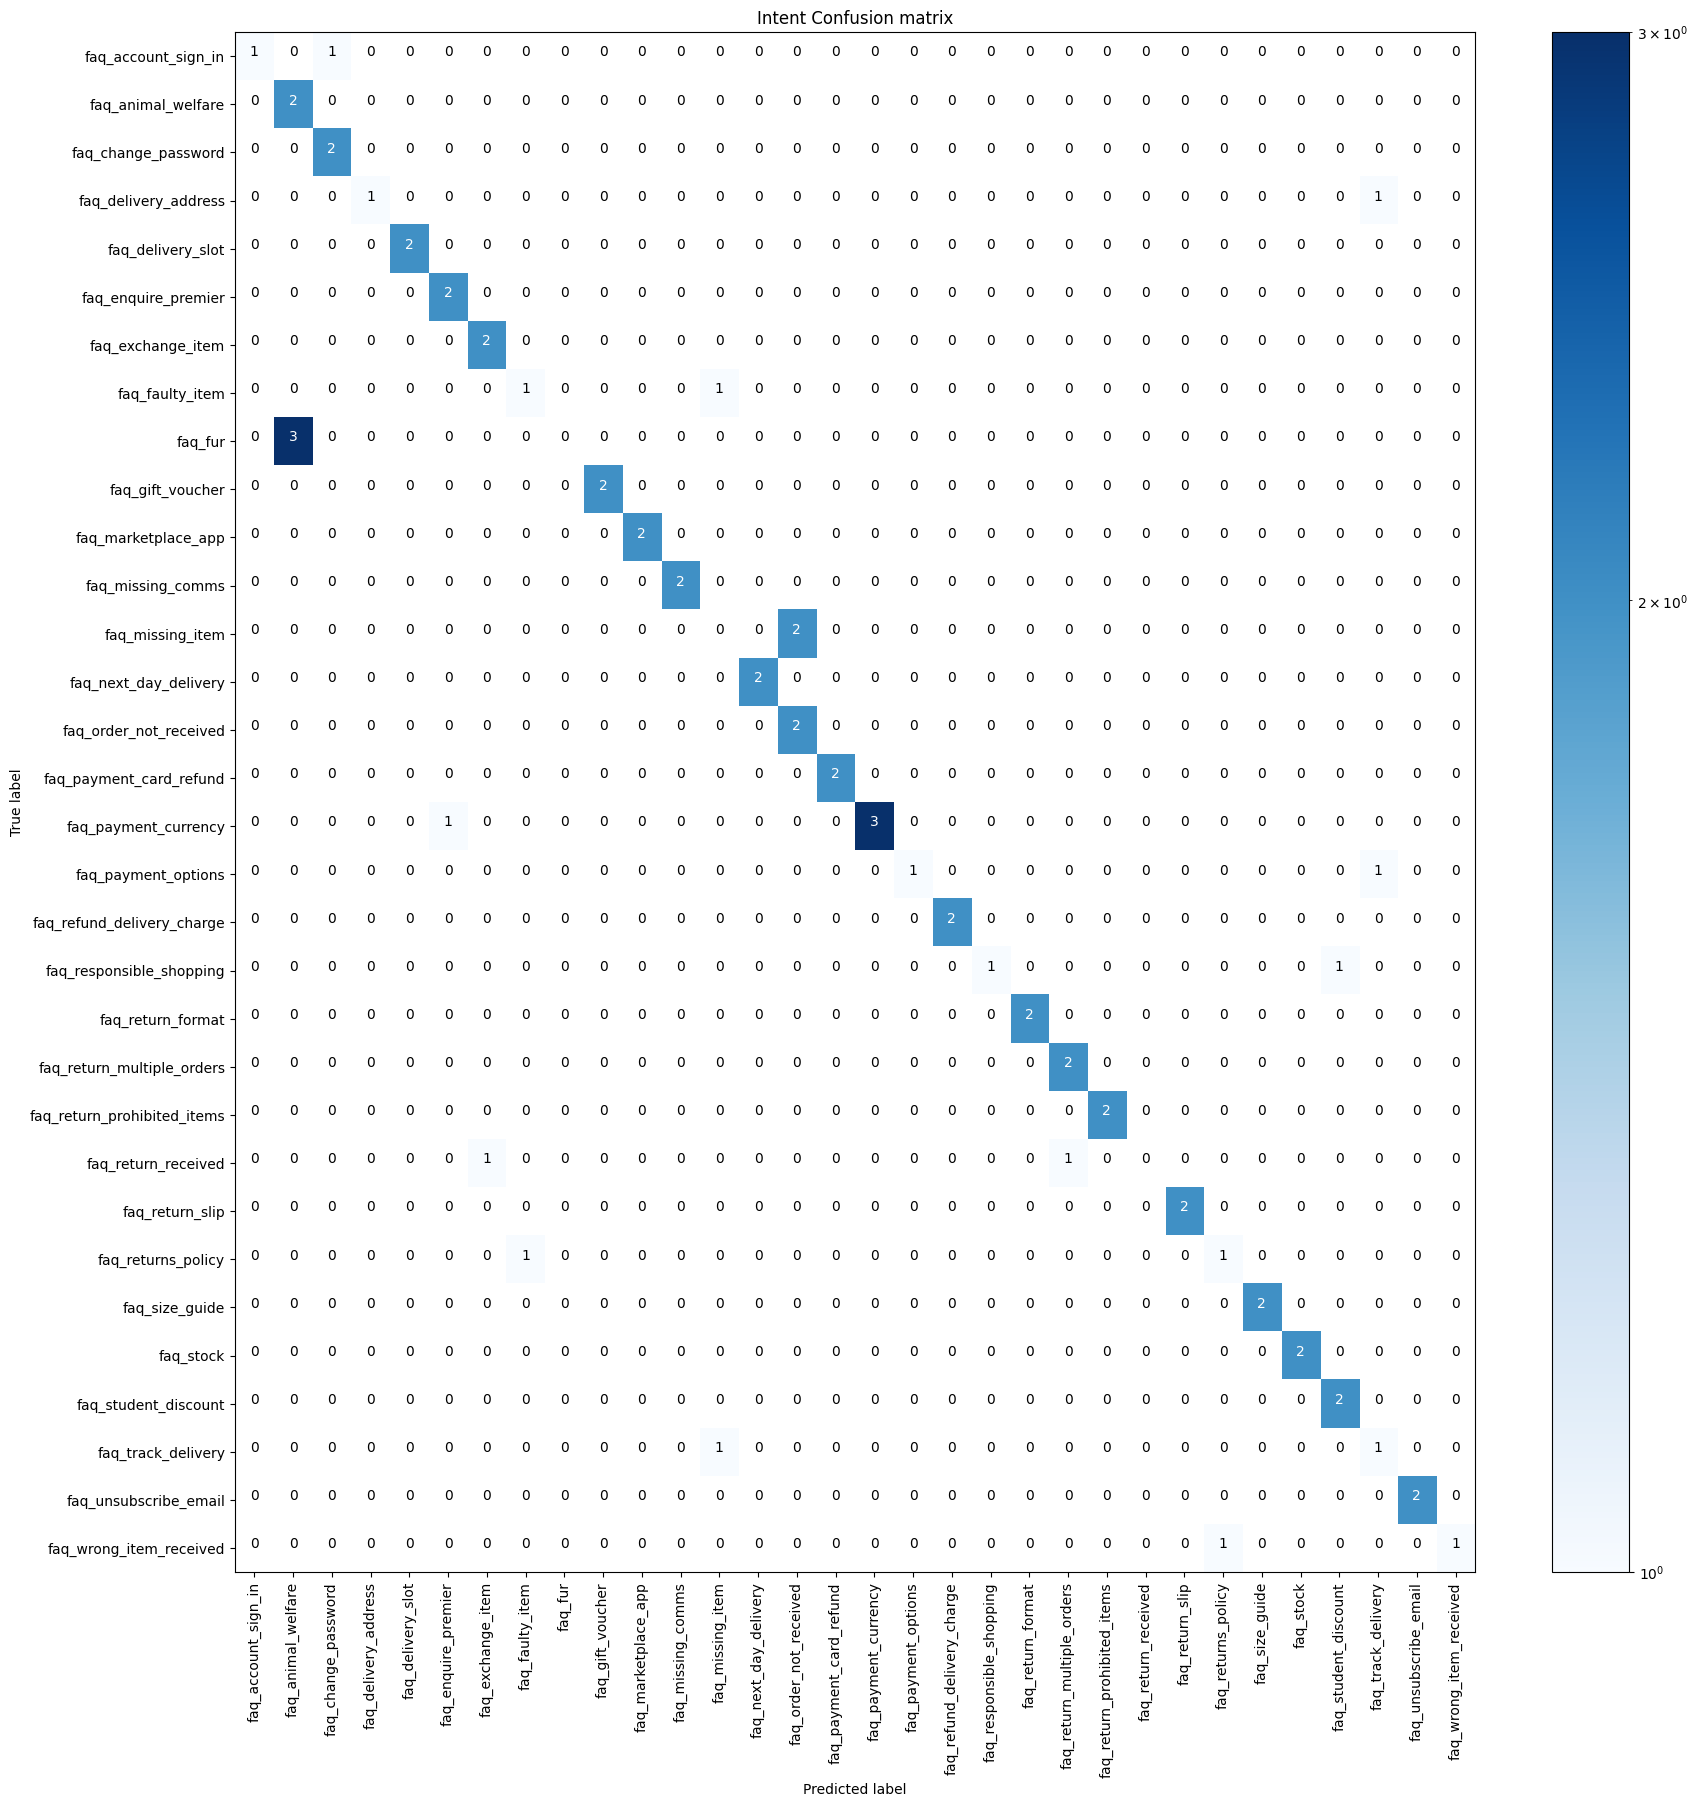 Intent Confusion matrix
faq_account_sign_in 1 0 1 0 0 0 0 0 0 0 0 0 0 0 0 0 0 0 0 0 0 0 0 0 0 0 0 0 0 0 0 0
faq_animal_welfare 0 2 0 0 0 0 0 0 0 0 0 0 0 0 0 0 0 0 0 0 0 0 0 0 0 0 0 0 0 0 0 0
faq_change_password 0 0 2 0 0 0 0 0 0 0 0 0 0 0 0 0 0 0 0 0 0 0 0 0 0 0 0 0 0 0 0 0
faq_delivery_address 0 0 0 1 0 0 0 0 0 0 0 0 0 0 0 0 0 0 0 0 0 0 0 0 0 0 0 0 0 1 0 0
faq_delivery_slot 0 0 0 0 2 0 0 0 0 0 0 0 0 0 0 0 0 0 0 0 0 0 0 0 0 0 0 0 0 0 0 0
faq_enquire_premier 0 0 0 0 0 2 0 0 0 0 0 0 0 0 0 0 0 0 0 0 0 0 0 0 0 0 0 0 0 0 0 0
faq_exchange_item 0 0 0 0 0 0 2 0 0 0 0 0 0 0 0 0 0 0 0 0 0 0 0 0 0 0 0 0 0 0 0 0
faq_faulty_item 0 0 0 0 0 0 0 1 0 0 0 0 1 0 0 0 0 0 0 0 0 0 0 0 0 0 0 0 0 0 0 0
faq_fur 0 3 0 0 0 0 0 0 0 0 0 0 0 0 0 0 0 0 0 0 0 0 0 0 0 0 0 0 0 0 0 0
faq_gift_voucher 0 0 0 0 0 0 0 0 0 2 0 0 0 0 0 0 0 0 0 0 0 0 0 0 0 0 0 0 0 0 0 0
faq_marketplace_app 0 0 0 0 0 0 0 0 0 0 2 0 0 0 0 0 0 0 0 0 0 0 0 0 0 0 0 0 0 0 0 0
faq_missing_comms 0 0 0 0 0 0 0 0 0 0 0 2 0 0 0 0 0 0 0 0 0 0 0 0 0 0 0 0 0 0 0 0
faq_missing_item 0 0 0 0 0 0 0 0 0 0 0 0 0 0 2 0 0 0 0 0 0 0 0 0 0 0 0 0 0 0 0 0
faq_next_day_delivery 0 0 0 0 0 0 0 0 0 0 0 0 0 2 0 0 0 0 0 0 0 0 0 0 0 0 0 0 0 0 0 0
faq_order_not_received 0 0 0 0 0 0 0 0 0 0 0 0 0 0 2 0 0 0 0 0 0 0 0 0 0 0 0 0 0 0 0 0
faq_payment_card_refund 0 0 0 0 0 0 0 0 0 0 0 0 0 0 0 2 0 0 0 0 0 0 0 0 0 0 0 0 0 0 0 0
faq_payment_currency 0 0 0 0 0 1 0 0 0 0 0 0 0 0 0 0 3 0 0 0 0 0 0 0 0 0 0 0 0 0 0 0
faq_payment_options 0 0 0 0 0 0 0 0 0 0 0 0 0 0 0 0 0 1 0 0 0 0 0 0 0 0 0 0 0 1 0 0
faq_refund_delivery_charge 0 0 0 0 0 0 0 0 0 0 0 0 0 0 0 0 0 0 2 0 0 0 0 0 0 0 0 0 0 0 0 0
faq_responsible_shopping 0 0 0 0 0 0 0 0 0 0 0 0 0 0 0 0 0 0 0 1 0 0 0 0 0 0 0 0 1 0 0 0
faq_return_format 0 0 0 0 0 0 0 0 0 0 0 0 0 0 0 0 0 0 0 0 2 0 0 0 0 0 0 0 0 0 0 0
faq_return_multiple_orders 0 0 0 0 0 0 0 0 0 0 0 0 0 0 0 0 0 0 0 0 0 2 0 0 0 0 0 0 0 0 0 0
faq_return_prohibited_items 0 0 0 0 0 0 0 0 0 0 0 0 0 0 0 0 0 0 0 0 0 0 2 0 0 0 0 0 0 0 0 0
faq_return_received 0 0 0 0 0 0 1 0 0 0 0 0 0 0 0 0 0 0 0 0 0 1 0 0 0 0 0 0 0 0 0 0
faq_return_slip 0 0 0 0 0 0 0 0 0 0 0 0 0 0 0 0 0 0 0 0 0 0 0 0 2 0 0 0 0 0 0 0
faq_returns_policy 0 0 0 0 0 0 0 1 0 0 0 0 0 0 0 0 0 0 0 0 0 0 0 0 0 1 0 0 0 0 0 0
faq_size_guide 0 0 0 0 0 0 0 0 0 0 0 0 0 0 0 0 0 0 0 0 0 0 0 0 0 0 2 0 0 0 0 0
faq_stock 0 0 0 0 0 0 0 0 0 0 0 0 0 0 0 0 0 0 0 0 0 0 0 0 0 0 0 2 0 0 0 0
faq_student_discount 0 0 0 0 0 0 0 0 0 0 0 0 0 0 0 0 0 0 0 0 0 0 0 0 0 0 0 0 2 0 0 0
faq_track_delivery 0 0 0 0 0 0 0 0 0 0 0 0 1 0 0 0 0 0 0 0 0 0 0 0 0 0 0 0 0 1 0 0
faq_unsubscribe_email 0 0 0 0 0 0 0 0 0 0 0 0 0 0 0 0 0 0 0 0 0 0 0 0 0 0 0 0 0 0 2 0
faq_wrong_item_received 0 0 0 0 0 0 0 0 0 0 0 0 0 0 0 0 0 0 0 0 0 0 0 0 0 1 0 0 0 0 0 1
True label
faq_account_sign_in
faq_animal_welfare
faq_change_password
faq_delivery_address
faq_delivery_slot
faq_enquire_premier
faq_exchange_item
faq_faulty_item
faq_fur
faq_gift_voucher
faq_marketplace_app
faq_missing_comms
faq_missing_item
faq_next_day_delivery
faq_order_not_received
faq_payment_card_refund
faq_payment_currency
faq_payment_options
faq_refund_delivery_charge
faq_responsible_shopping
faq_return_format
faq_return_multiple_orders
faq_return_prohibited_items
faq_return_received
faq_return_slip
faq_returns_policy
faq_size_guide
faq_stock
faq_student_discount
faq_track_delivery
faq_unsubscribe_email
faq_wrong_item_received
Predicted label
3 × 10⁰
2 × 10⁰
10⁰